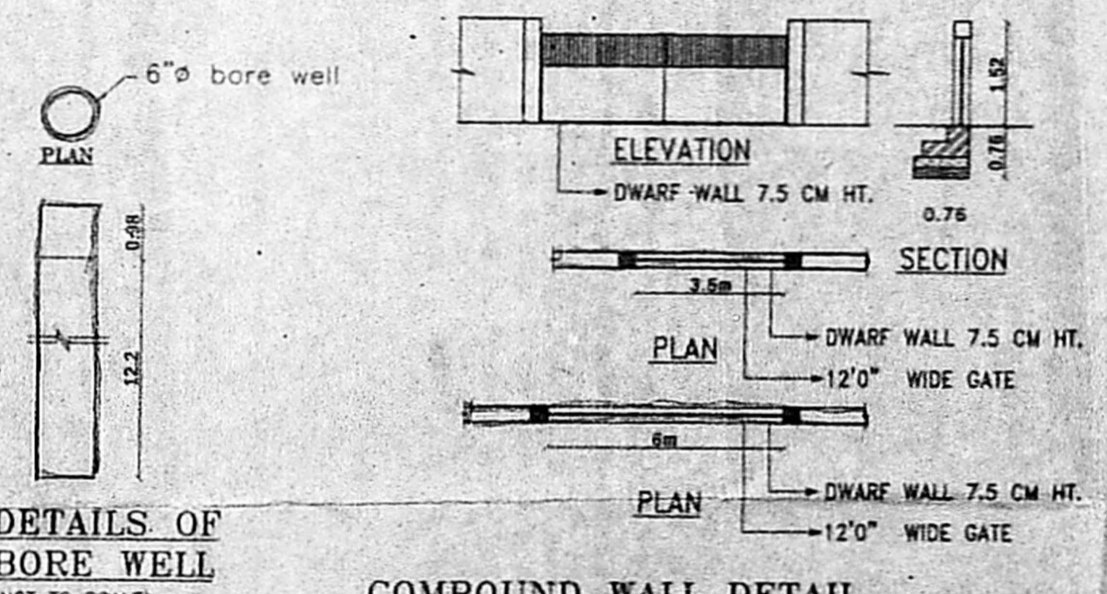 6"ø bore well
PLAN
0.98
12.2
DETAILS OF
BORE WELL
ELEVATION
DWARF WALL 7.5 CM HT.
1.52
0.76
0.76
SECTION
3.5m
PLAN
DWARF WALL 7.5 CM HT.
12'0" WIDE GATE
6m
PLAN
DWARF WALL 7.5 CM HT.
12'0" WIDE GATE
COMPOUND WALL DETAIL